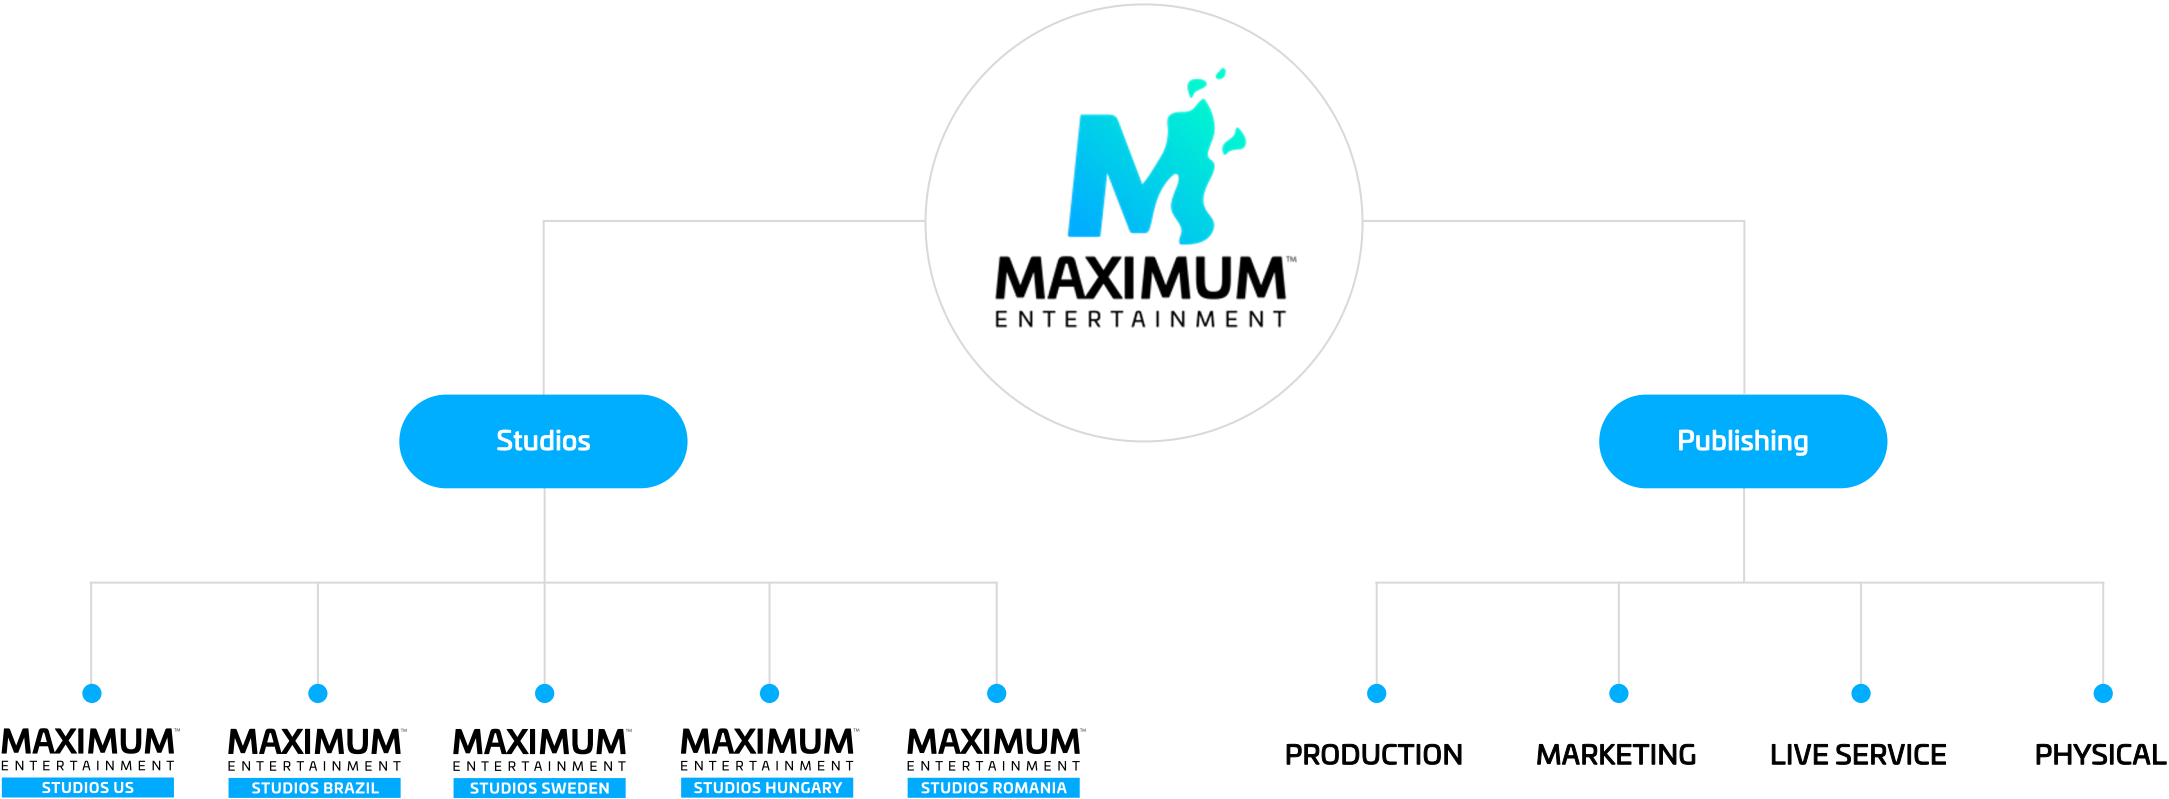 MAXIMUM™
ENTERTAINMENT
Studios
Publishing
MAXIMUM™
ENTERTAINMENT
STUDIOS US
MAXIMUM™
ENTERTAINMENT
STUDIOS BRAZIL
MAXIMUM™
ENTERTAINMENT
STUDIOS SWEDEN
MAXIMUM™
ENTERTAINMENT
STUDIOS HUNGARY
MAXIMUM™
ENTERTAINMENT
STUDIOS ROMANIA
PRODUCTION
MARKETING
LIVE SERVICE
PHYSICAL